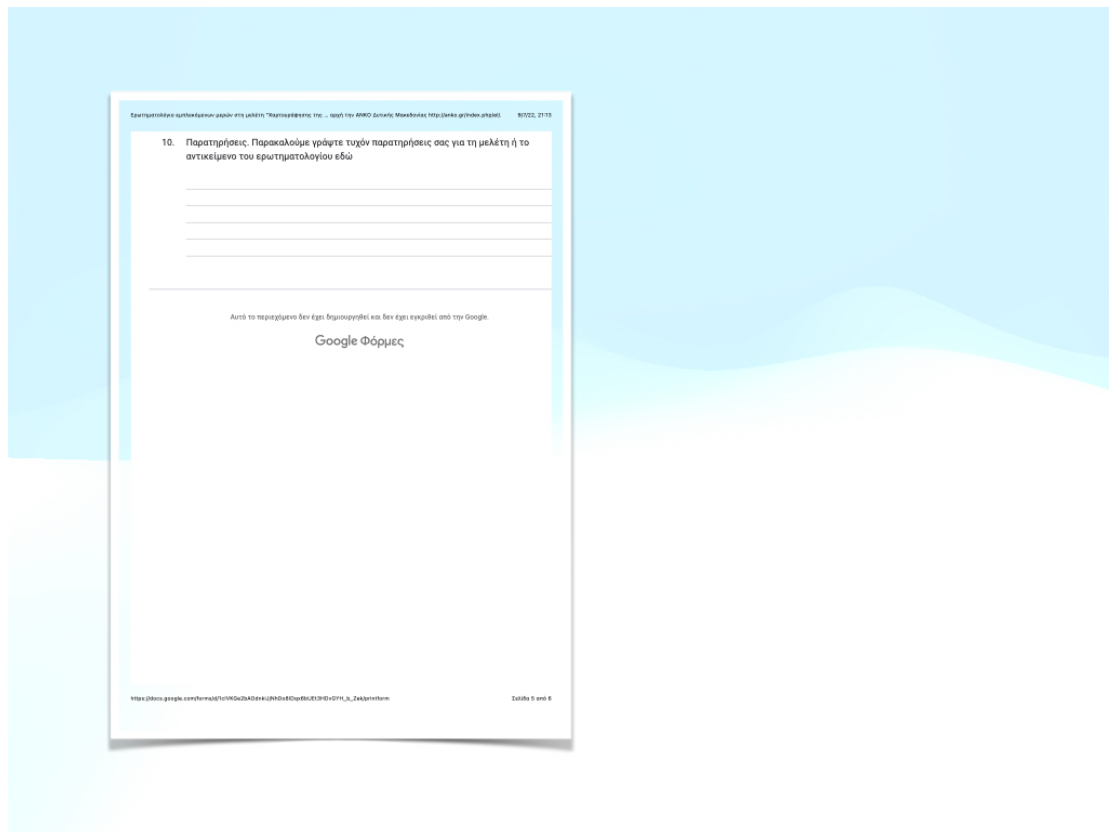 Ερωτηματολόγιο εμπλεκόμενων μερών στη μελέτη "Χαρτογράφησης της ... αρχή την ΑΝΚΟ Δυτικής Μακεδονίας http://anko.gr/index.php/el/. 9/7/22, 21:13
10. Παρατηρήσεις. Παρακαλούμε γράψτε τυχόν παρατηρήσεις σας για τη μελέτη ή το
αντικείμενο του ερωτηματολογίου εδώ
Αυτό το περιεχόμενο δεν έχει δημιουργηθεί και δεν έχει εγκριθεί από την Google.
Google Φόρμες
Σελίδα 5 από 6